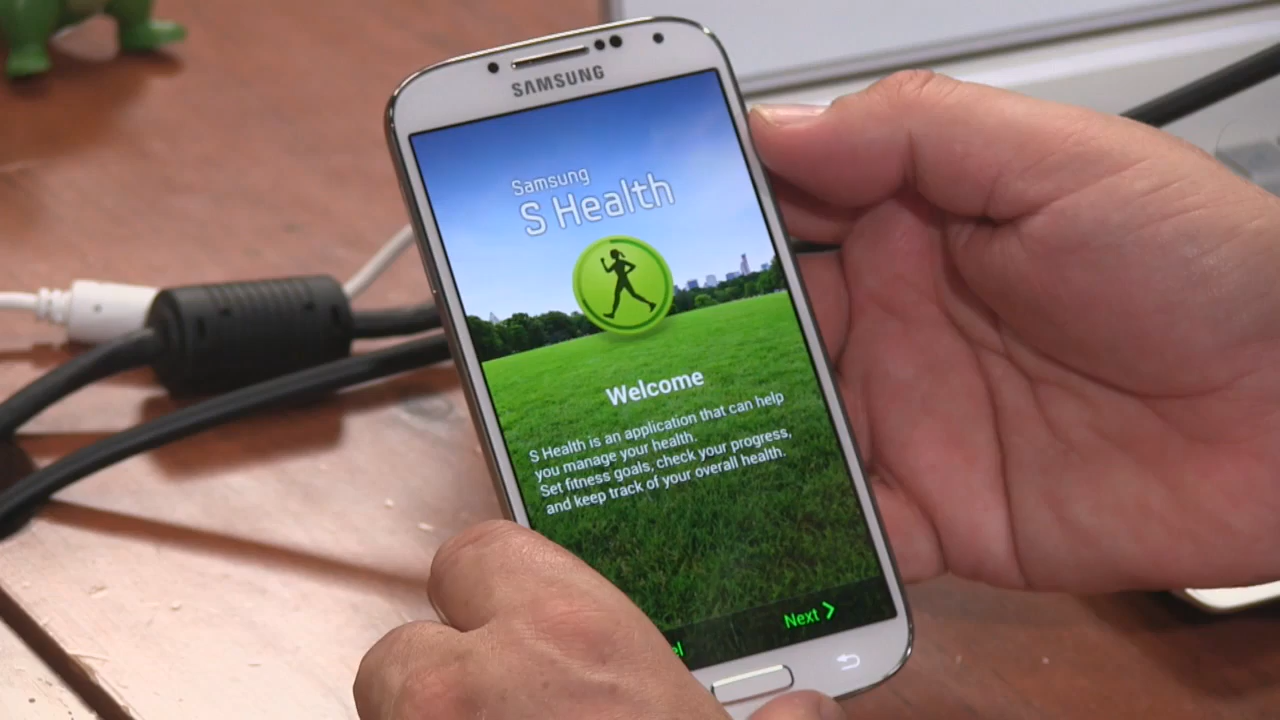 SAMSUNG
Samsung
S Health
Welcome
S Health is an application that can help
you manage your health.
Set fitness goals, check your progress,
and keep track of your overall health.
Next